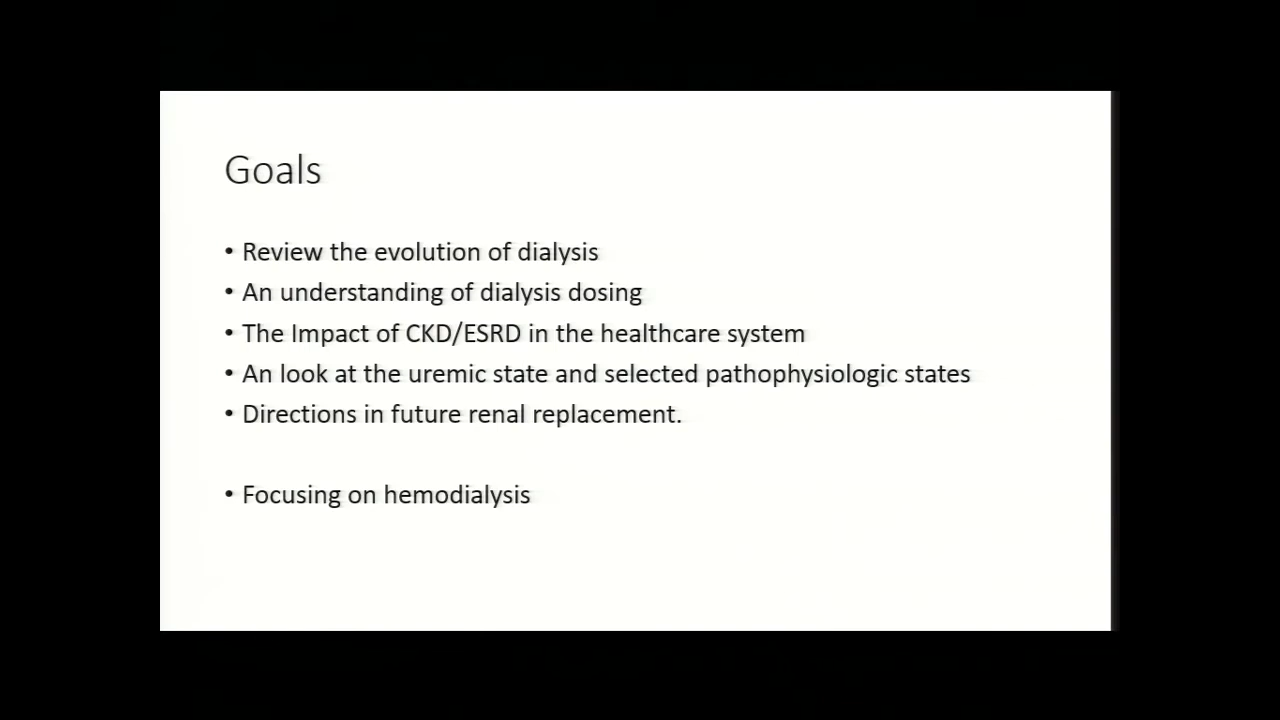 Goals
• Review the evolution of dialysis
• An understanding of dialysis dosing
• The Impact of CKD/ESRD in the healthcare system
• An look at the uremic state and selected pathophysiologic states
• Directions in future renal replacement.
• Focusing on hemodialysis